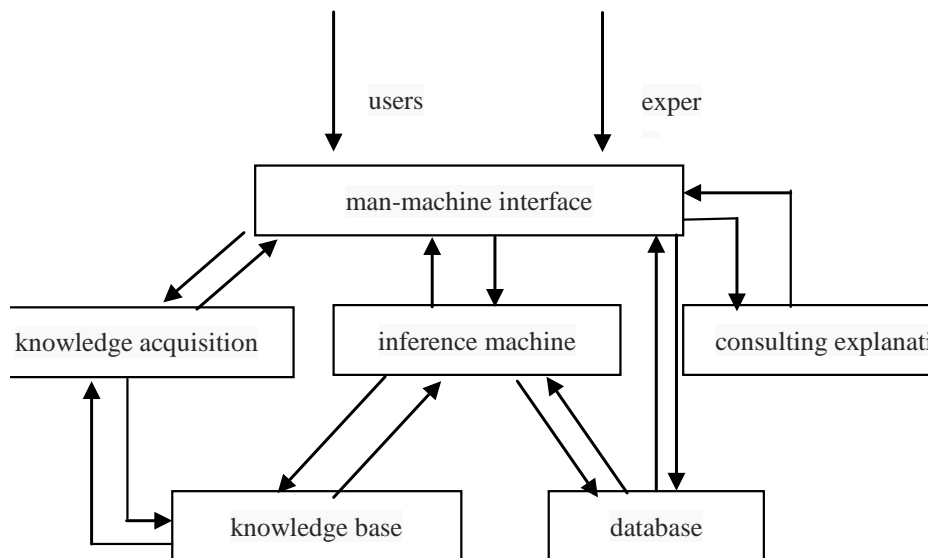 users
exper
man-machine interface
knowledge acquisition
inference machine
consulting explanati
knowledge base
database